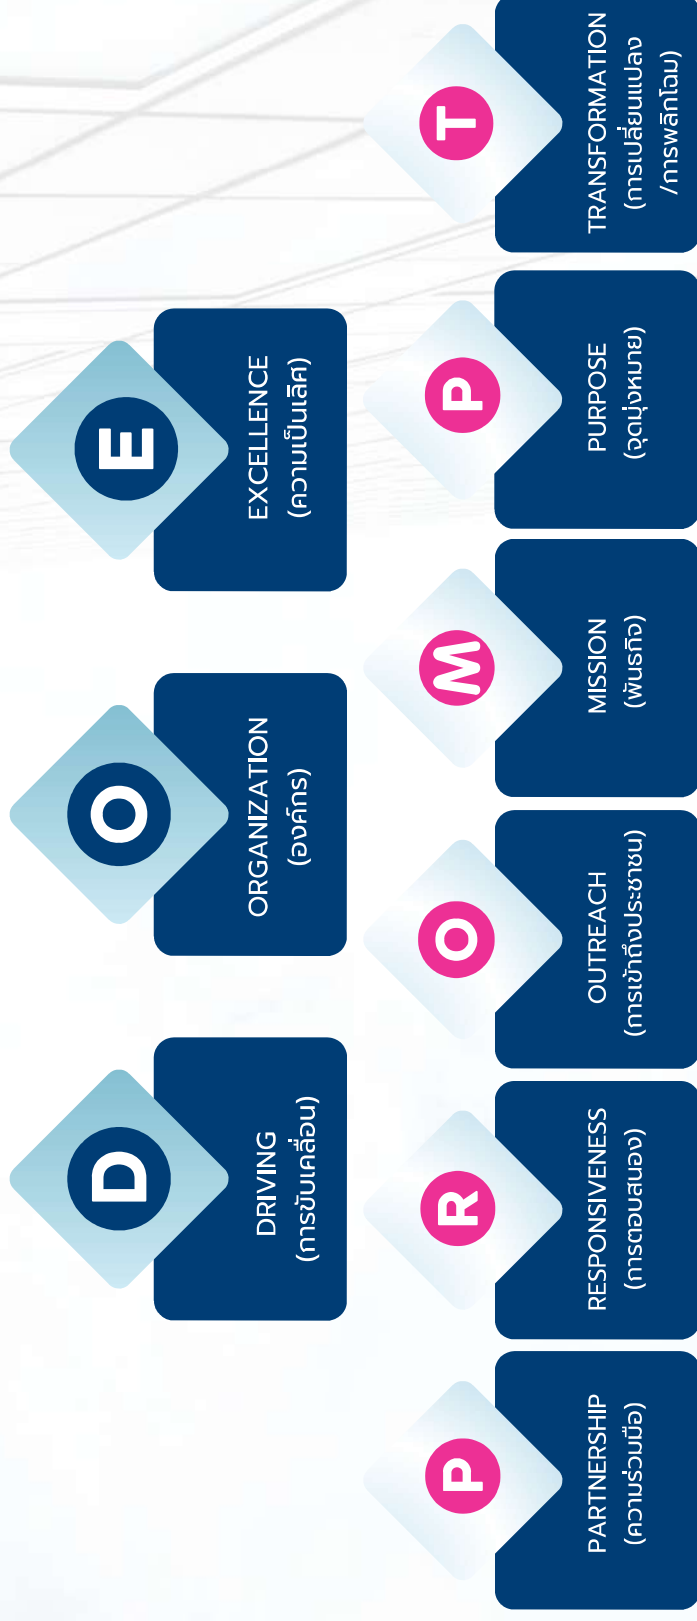 D
DRIVING
(การขับเคลื่อน)
O
ORGANIZATION
(องค์กร)
E
EXCELLENCE
(ความเป็นเลิศ)
P
PARTNERSHIP
(ความร่วมมือ)
R
RESPONSIVENESS
(การตอบสนอง)
O
OUTREACH
(การเข้าถึงประชาชน)
M
MISSION
(พันธกิจ)
P
PURPOSE
(จุดมุ่งหมาย)
T
TRANSFORMATION
(การเปลี่ยนแปลง
/การพลิกโฉม)